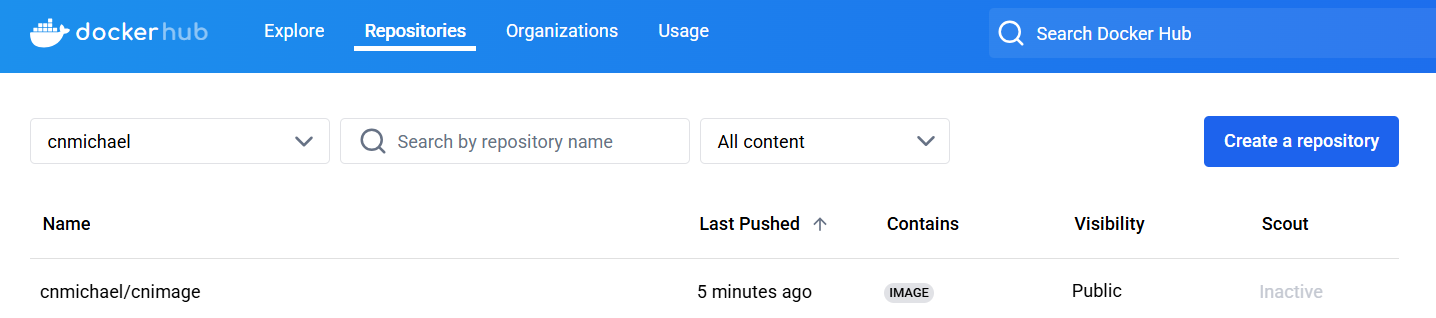 docker hub Explore Repositories Organizations Usage Search Docker Hub
cnmichael Search by repository name All content Create a repository
Name Last Pushed Contains Visibility Scout
cnmichael/cnimage 5 minutes ago IMAGE Public Inactive